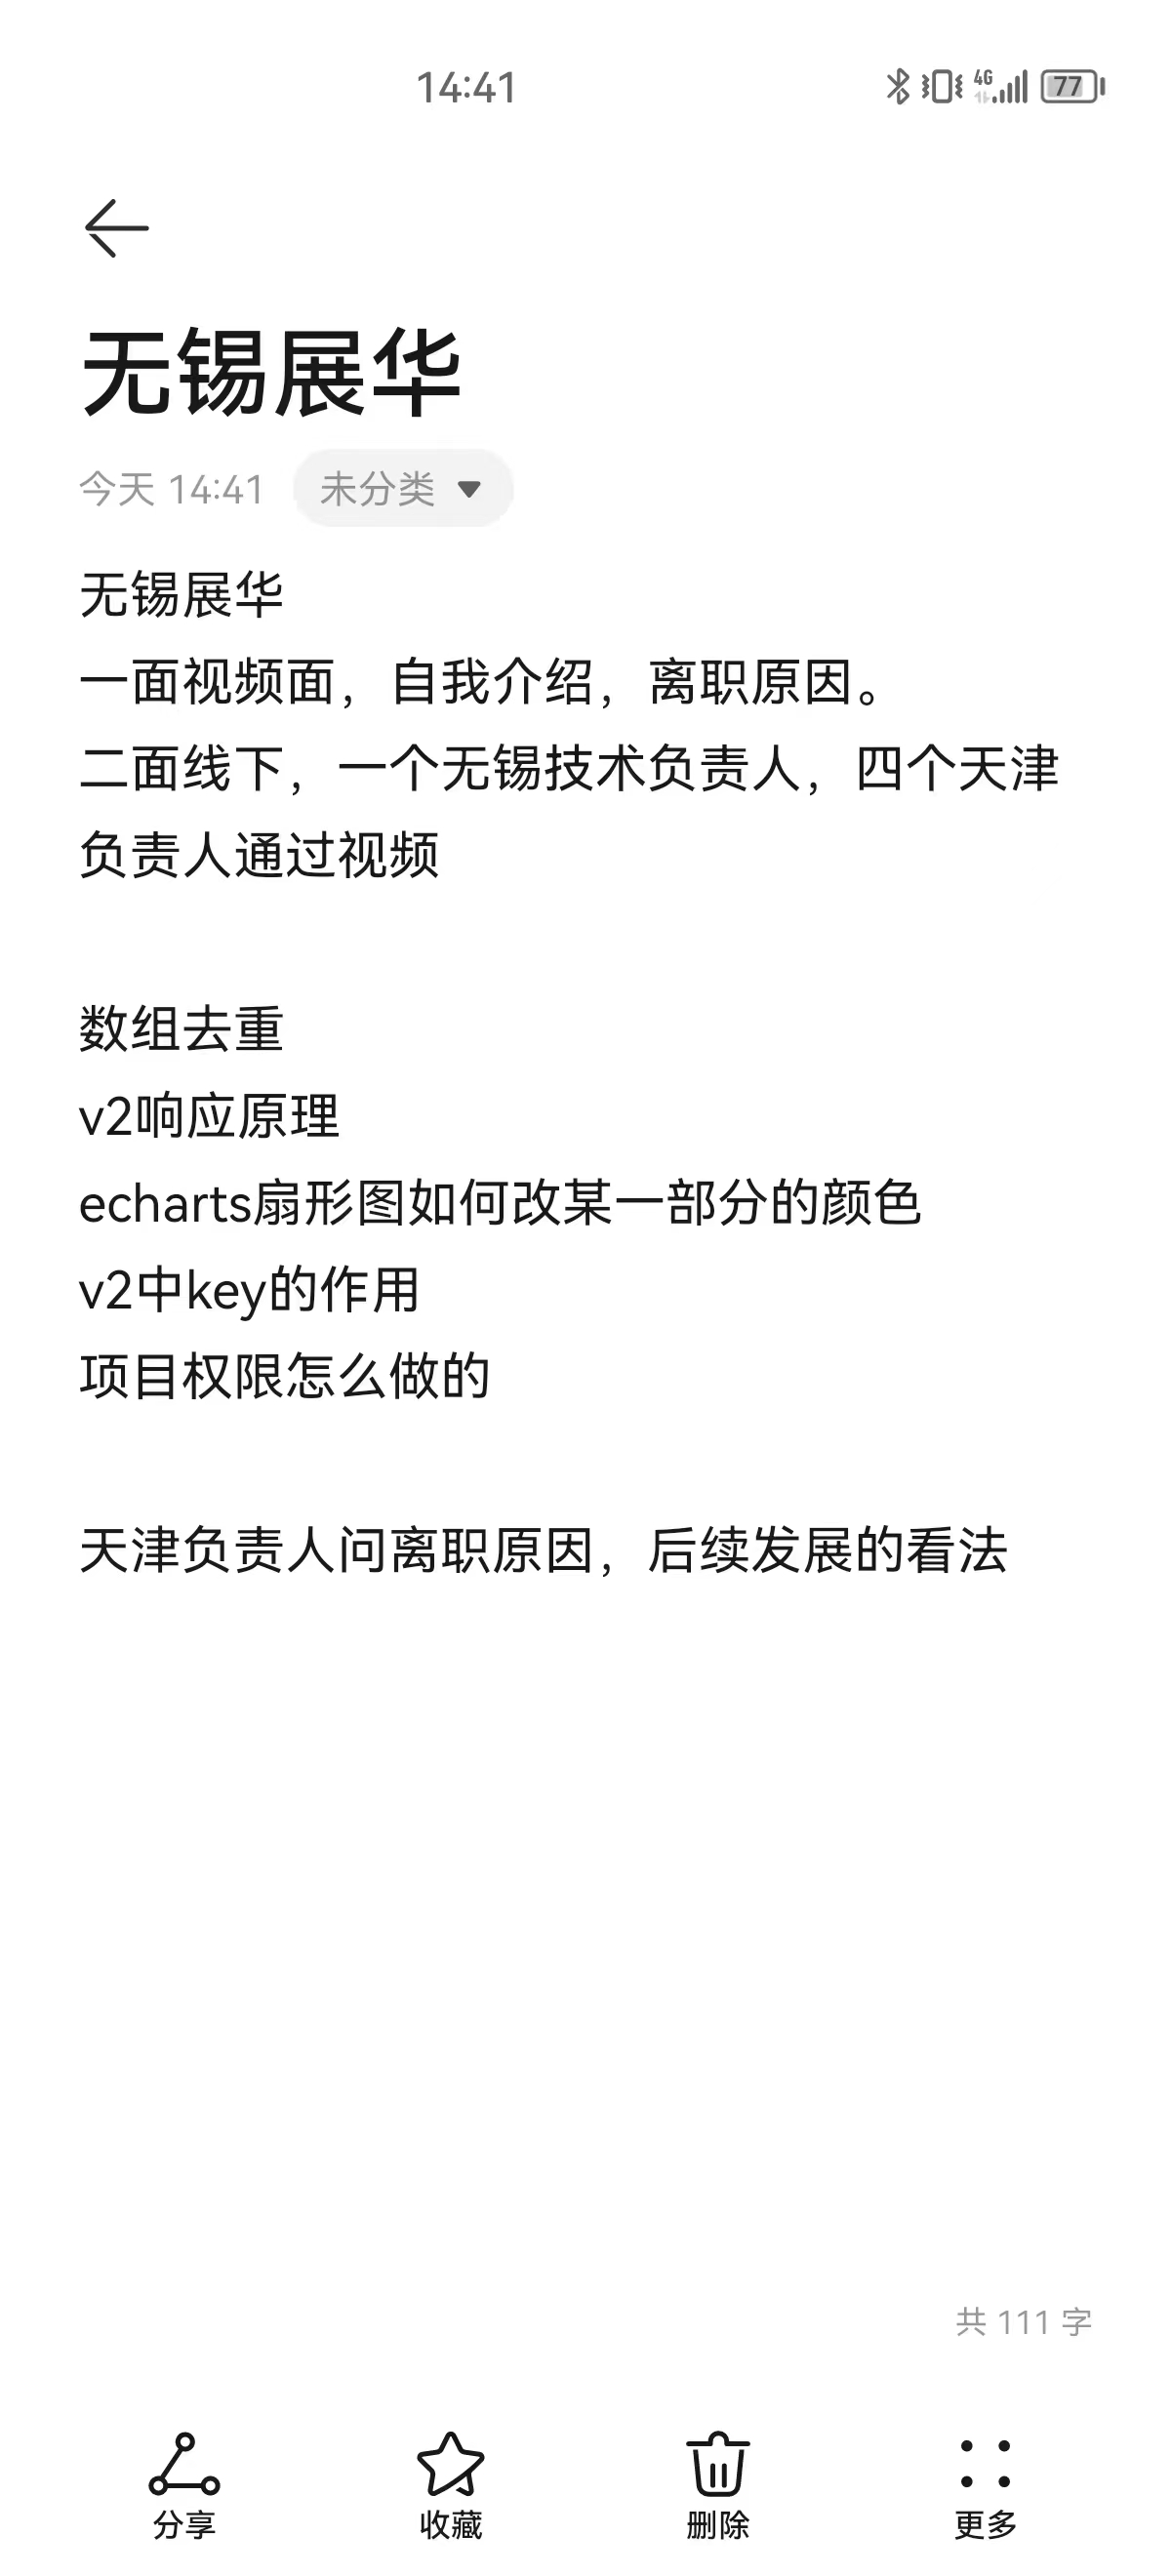 14:41
4G
77
无锡展华
今天 14:41 未分类
无锡展华
一面视频面，自我介绍，离职原因。
二面线下，一个无锡技术负责人，四个天津
负责人通过视频
数组去重
v2响应原理
echarts扇形图如何改某一部分的颜色
v2中key的作用
项目权限怎么做的
天津负责人问离职原因，后续发展的看法
共 111 字
分享 收藏 删除 更多